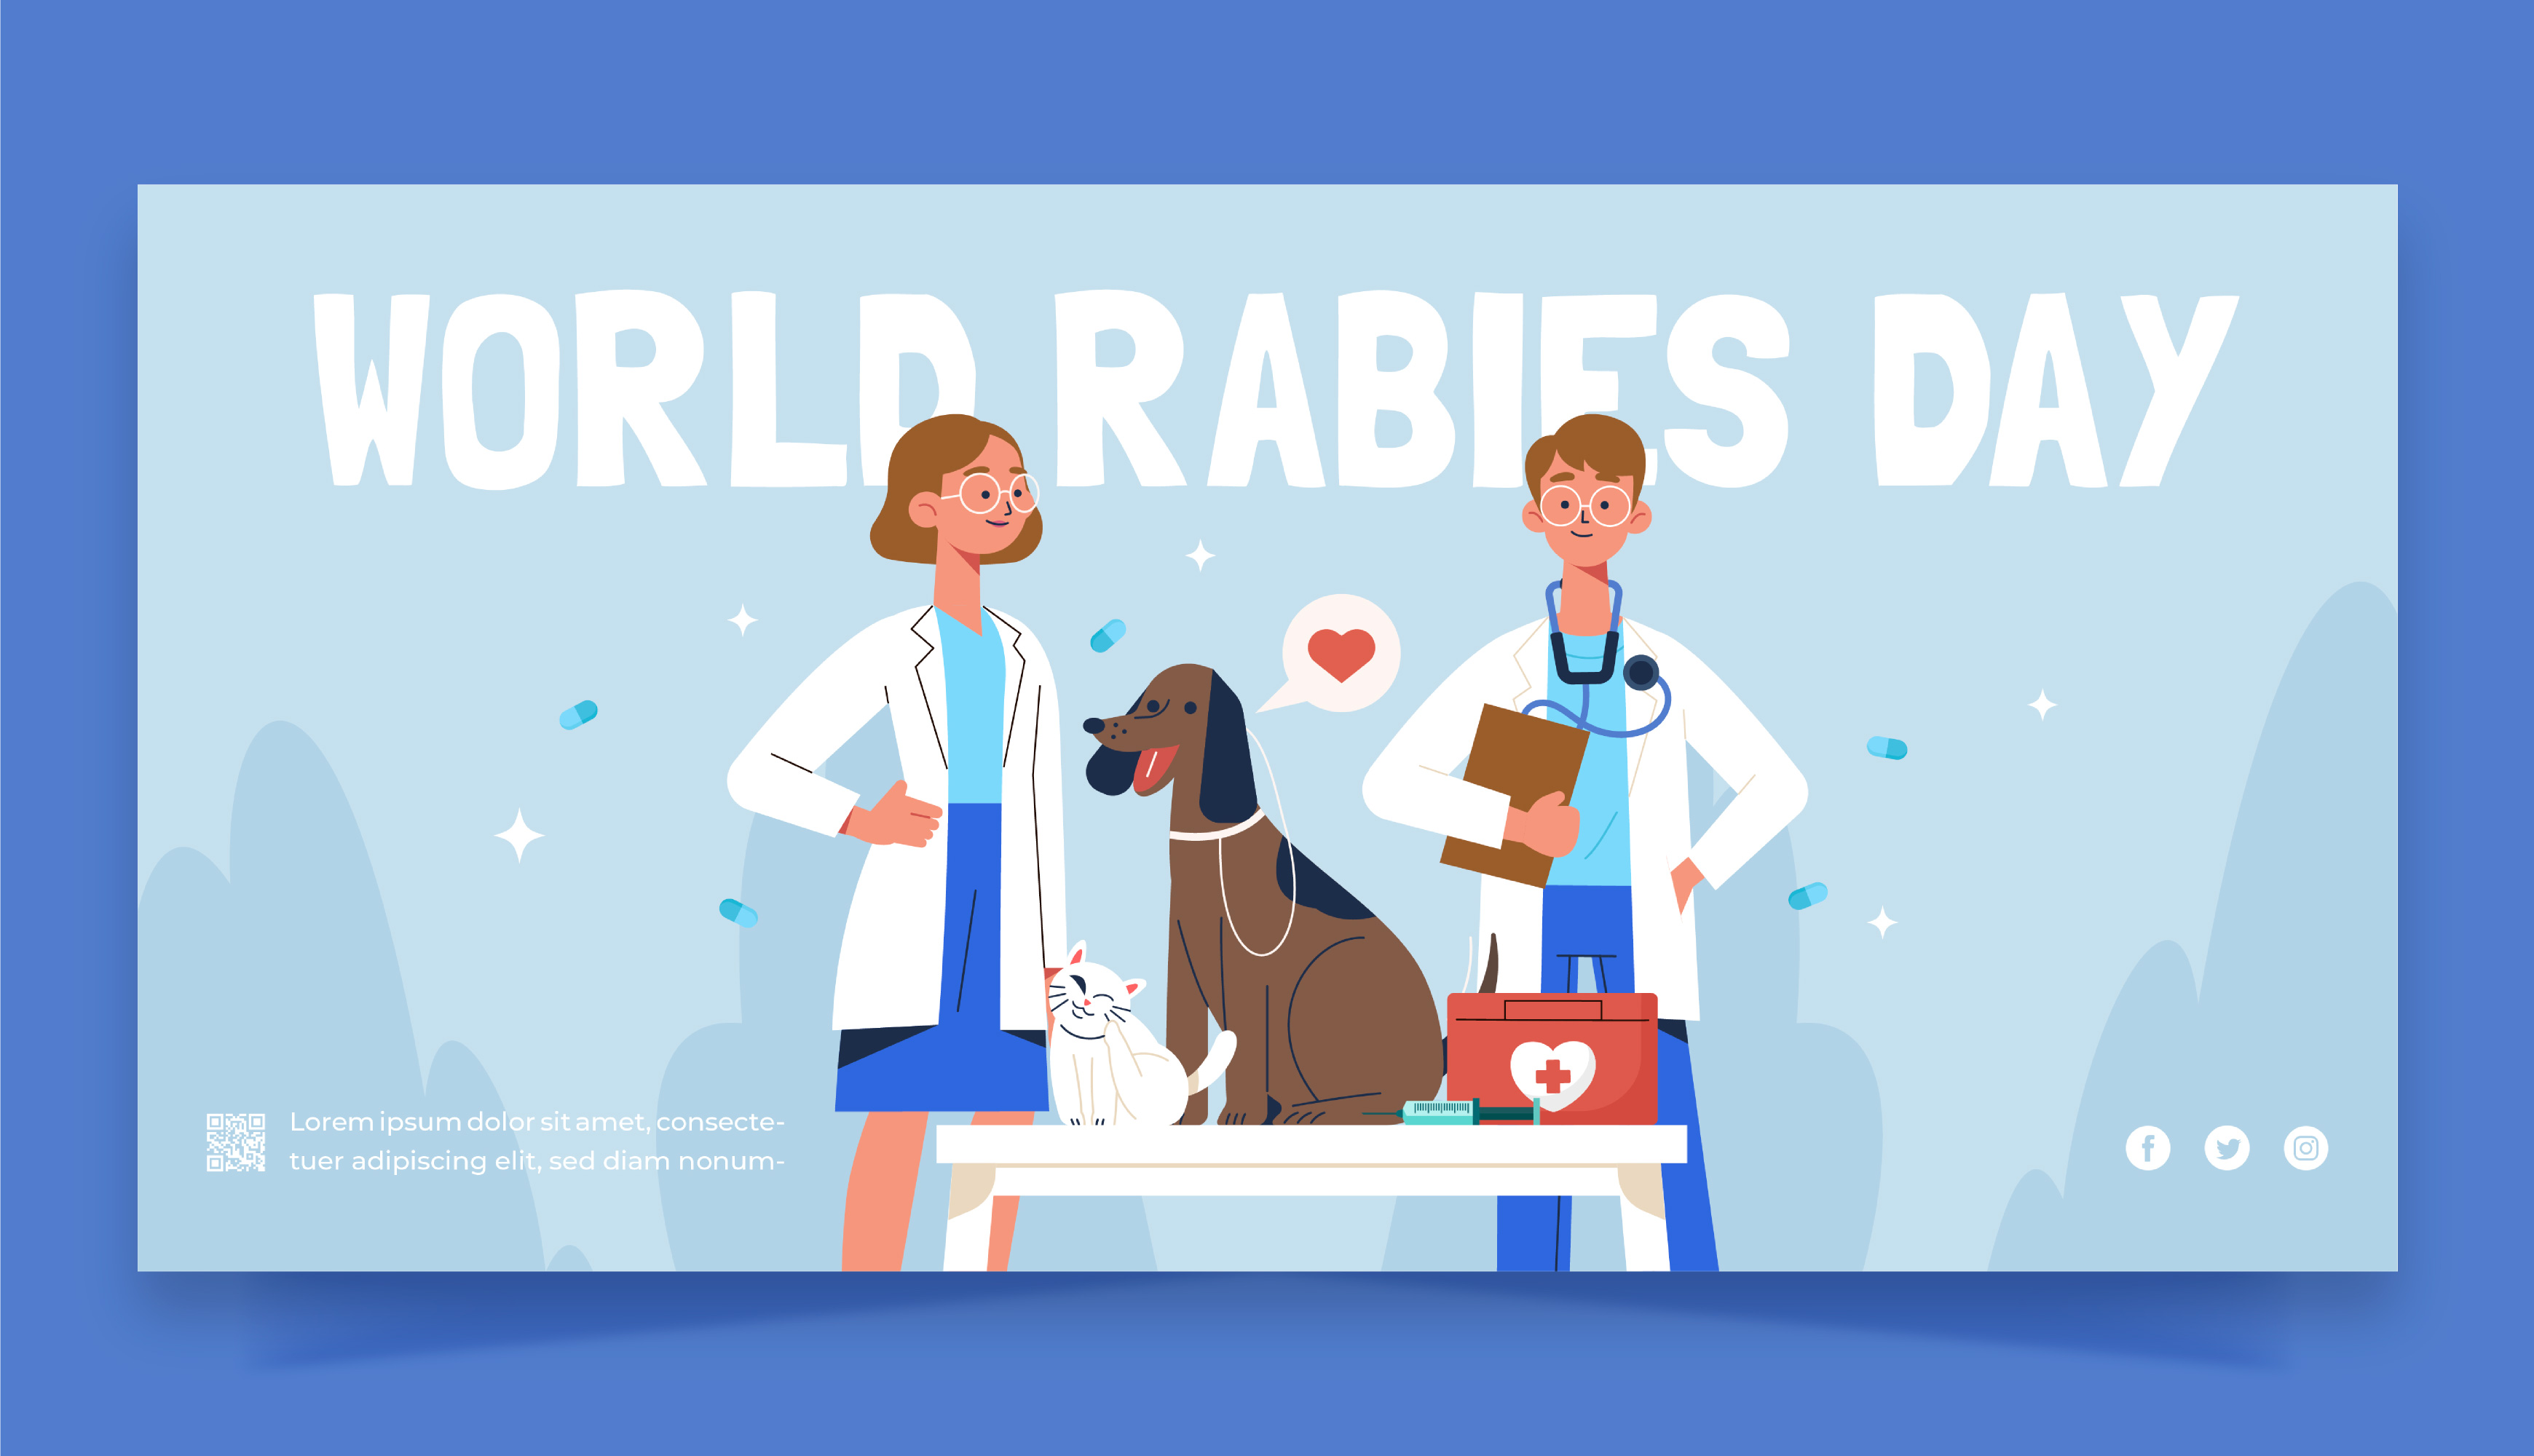 WORLD RABIES DAY
Lorem ipsum dolor sit amet, consecte-
tuer adipiscing elit, sed diam nonum-